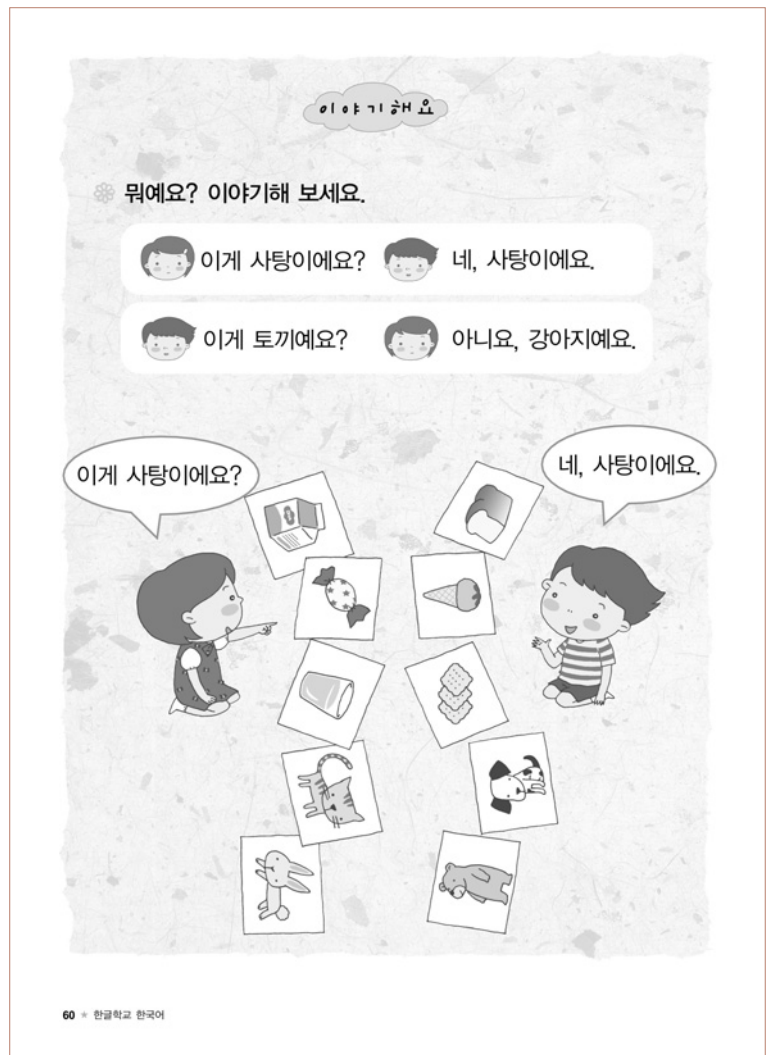 이야기해요
뭐예요? 이야기해 보세요.
이게 사탕이에요? 네, 사탕이에요.
이게 토끼예요? 아니요, 강아지예요.
이게 사탕이에요?
네, 사탕이에요.
60 ★ 한글학교 한국어